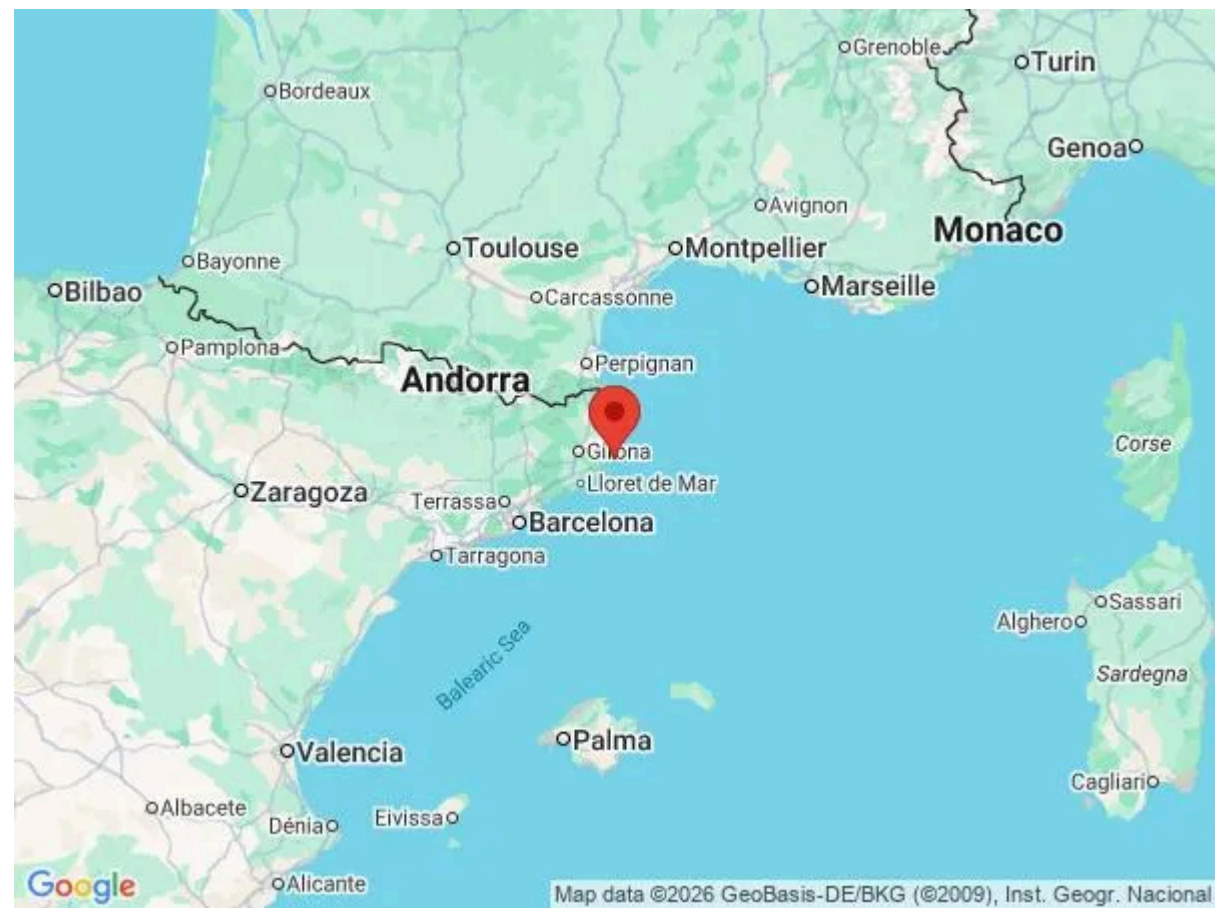 Grenoble
Turin
Bordeaux
Genoa
Avignon
Monaco
Toulouse
Montpellier
Bayonne
Bilbao
Marseille
Carcassonne
Pamplona
Perpignan
Andorra
Corse
Girona
Lloret de Mar
Zaragoza
Terrassa
Barcelona
Tarragona
Sassari
Alghero
Balearic Sea
Sardegna
Palma
Valencia
Cagliari
Albacete
Eivissa
Dénia
Alicante
Google
Map data ©2026 GeoBasis-DE/BKG (©2009), Inst. Geogr. Nacional